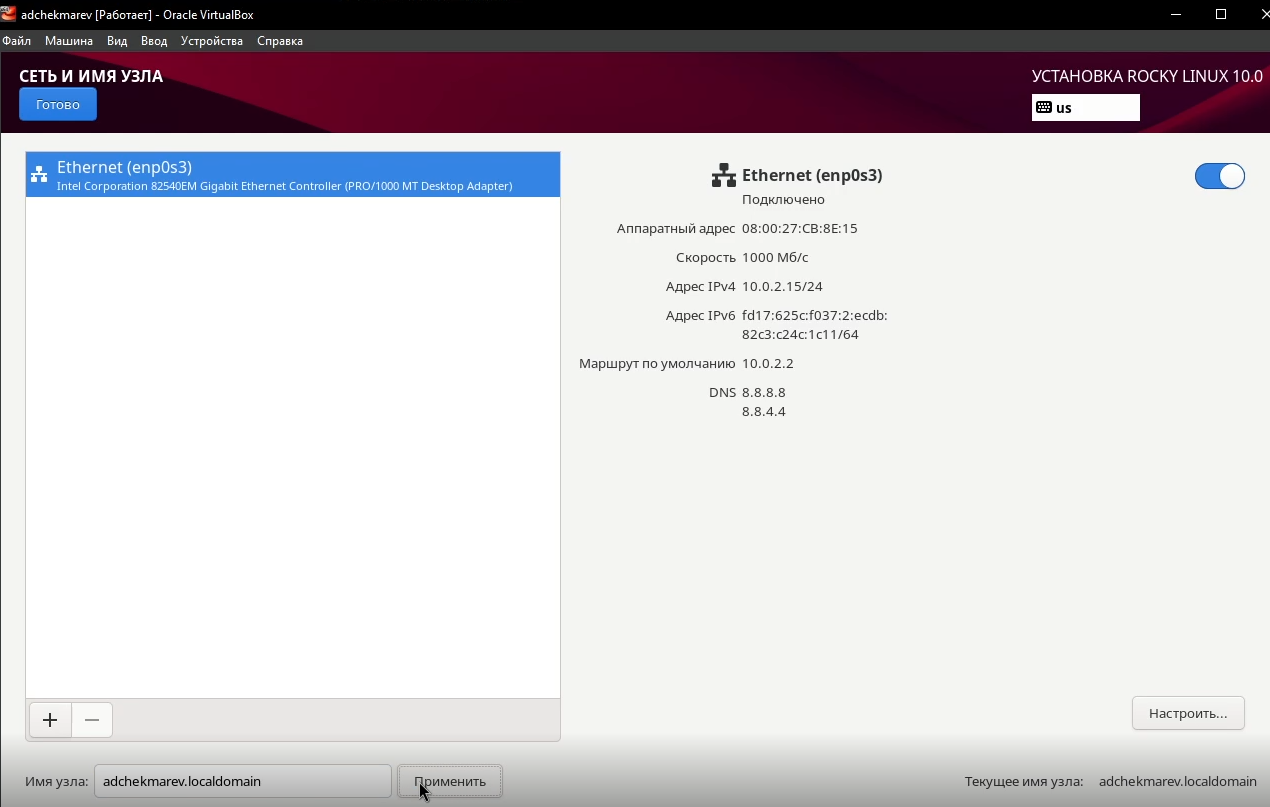 adchekmarev [Работает] - Oracle VirtualBox
Файл Машина Вид Ввод Устройства Справка
СЕТЬ И ИМЯ УЗЛА
УСТАНОВКА ROCKY LINUX 10.0
Готово
us
Ethernet (enp0s3)
Intel Corporation 82540EM Gigabit Ethernet Controller (PRO/1000 MT Desktop Adapter)
Ethernet (enp0s3)
Подключено
Аппаратный адрес 08:00:27:CB:8E:15
Скорость 1000 Мб/с
Адрес IPv4 10.0.2.15/24
Адрес IPv6 fd17:625c:f037:2:ecdb:
82c3:c24c:1c11/64
Маршрут по умолчанию 10.0.2.2
DNS 8.8.8.8
8.8.4.4
Настроить...
Имя узла: adchekmarev.localdomain Применить
Текущее имя узла: adchekmarev.localdomain